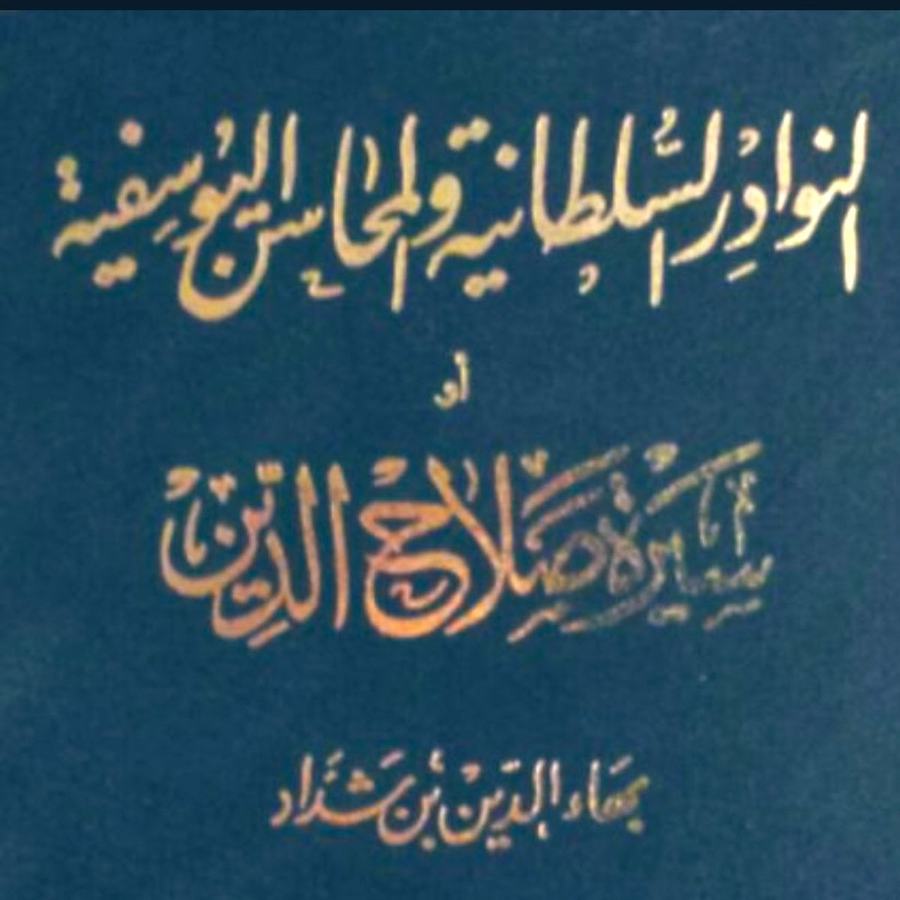 النوادر السلطانية والمحاسن اليوسفية
أو
سيرة صلاح الدين
بهاء الدين بن شداد